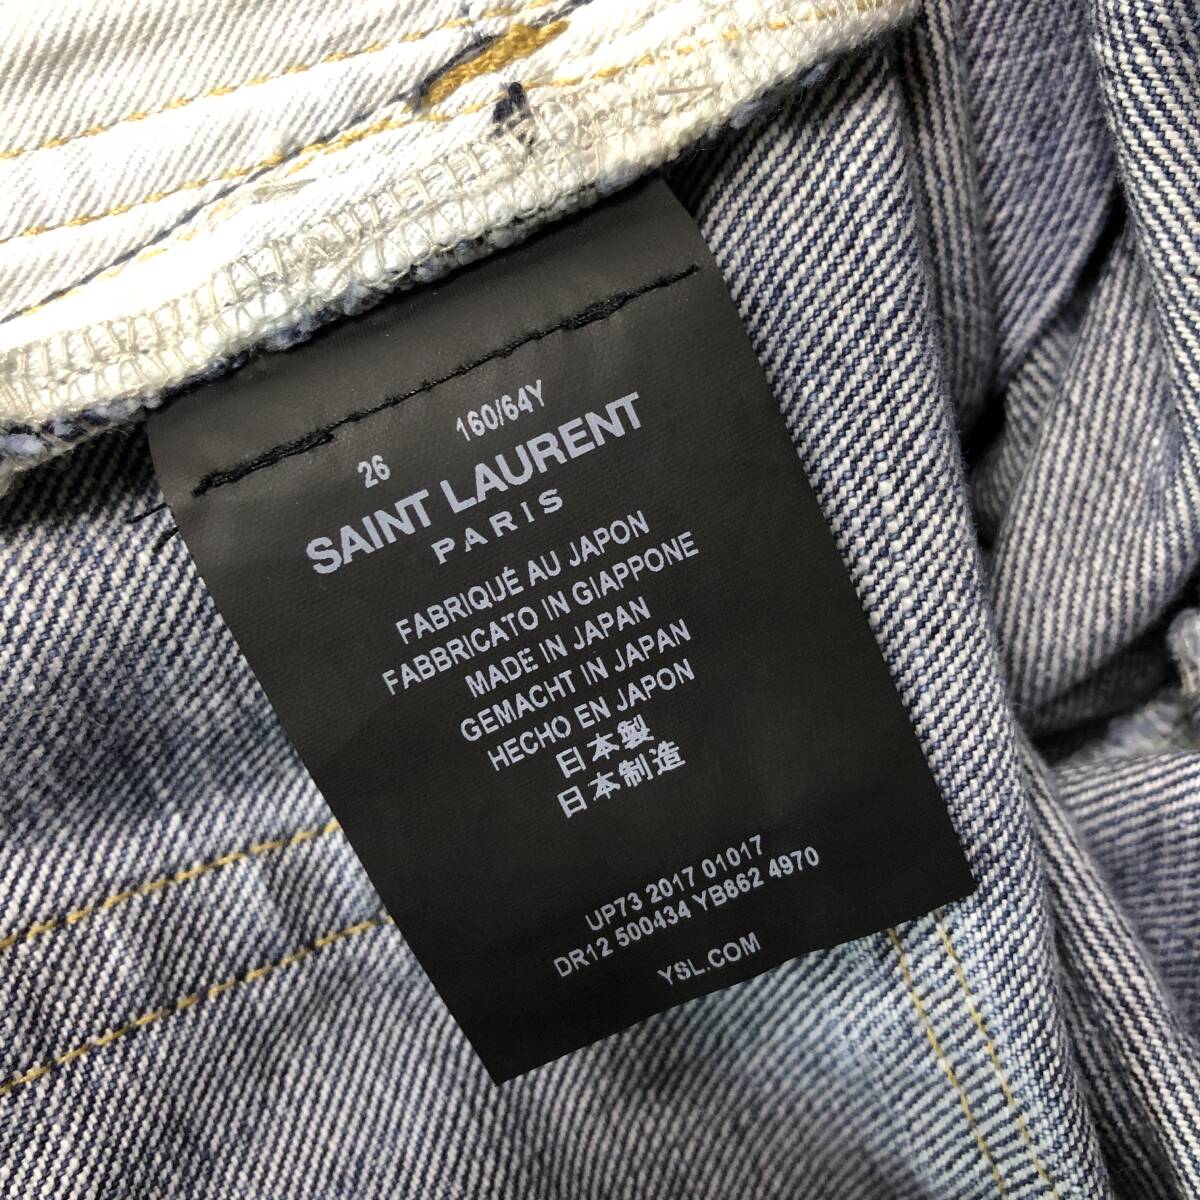 26 160/64Y
SAINT LAURENT
PARIS
FABRIQUÉ AU JAPON
FABBRICATO IN GIAPPONE
MADE IN JAPAN
GEMACHT IN JAPAN
HECHO EN JAPON
日本製
日本制造
UP73 2017 01017
DR12 500434 YB862 4970
YSL.COM